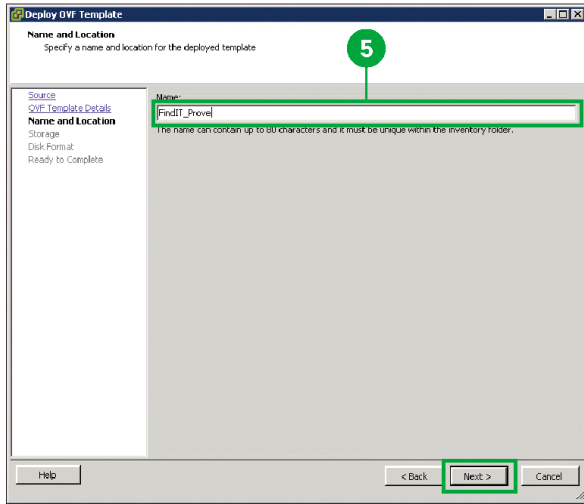 Deploy OVF Template
Name and Location
Specify a name and location for the deployed template
5
Source
OVF Template Details
Name and Location
Storage
Disk Format
Ready to Complete
Name:
FindIT_Prove
The name can contain up to 80 characters and it must be unique within the inventory folder.
Help
< Back
Next >
Cancel